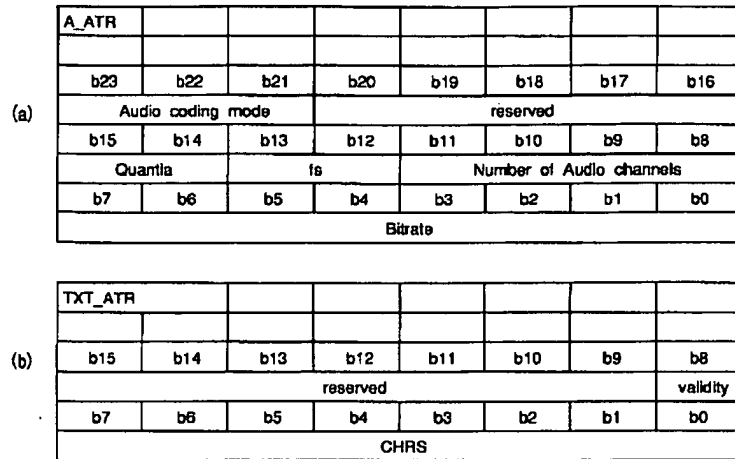 A_ATR
b23 b22 b21 b20 b19 b18 b17 b16
(a)
Audio coding mode reserved
b15 b14 b13 b12 b11 b10 b9 b8
Quantia fs Number of Audio channels
b7 b6 b5 b4 b3 b2 b1 b0
Bitrate
TXT_ATR
(b)
b15 b14 b13 b12 b11 b10 b9 b8
reserved validity
b7 b6 b5 b4 b3 b2 b1 b0
CHRS